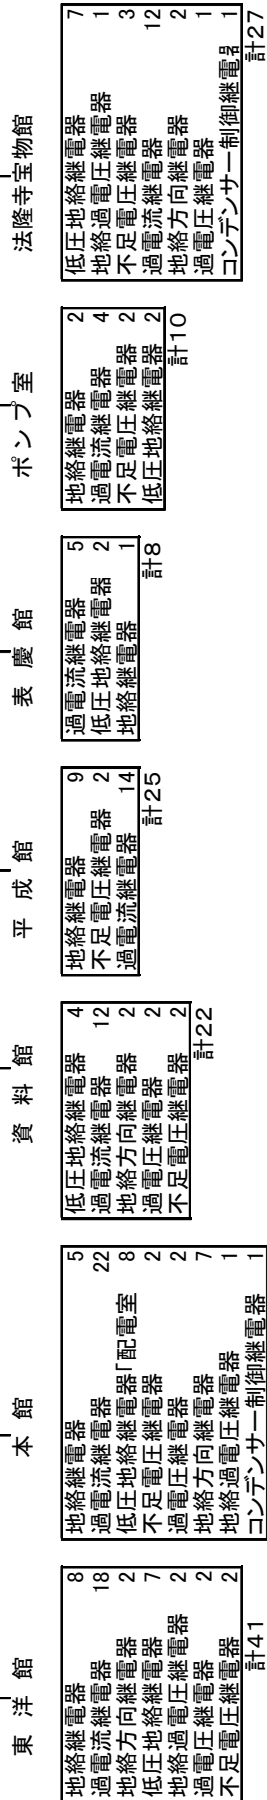 東 洋 館
地絡継電器 8
過電流継電器 18
地絡方向継電器 2
低圧地絡継電器 7
地絡過電圧継電器 2
過電圧継電器 2
不足電圧継電器 2
計41
本 館
地絡継電器 5
過電流継電器 22
低圧地絡継電器「配電室 8
不足電圧継電器 2
過電圧継電器 2
地絡方向継電器 7
地絡過電圧継電器 1
コンデンサー制御継電器 1
資 料 館
低圧地絡継電器 4
過電流継電器 12
地絡方向継電器 2
過電圧継電器 2
不足電圧継電器 2
計22
平 成 館
地絡継電器 9
不足電圧継電器 2
過電流継電器 14
計25
表 慶 館
過電流継電器 5
低圧地絡継電器 2
地絡継電器 1
計8
ポンプ室
地絡継電器 2
過電流継電器 4
不足電圧継電器 2
低圧地絡継電器 2
計10
法隆寺宝物館
低圧地絡継電器 7
地絡過電圧継電器 1
不足電圧継電器 3
過電流継電器 12
地絡方向継電器 2
過電圧継電器 1
コンデンサー制御継電器 1
計27